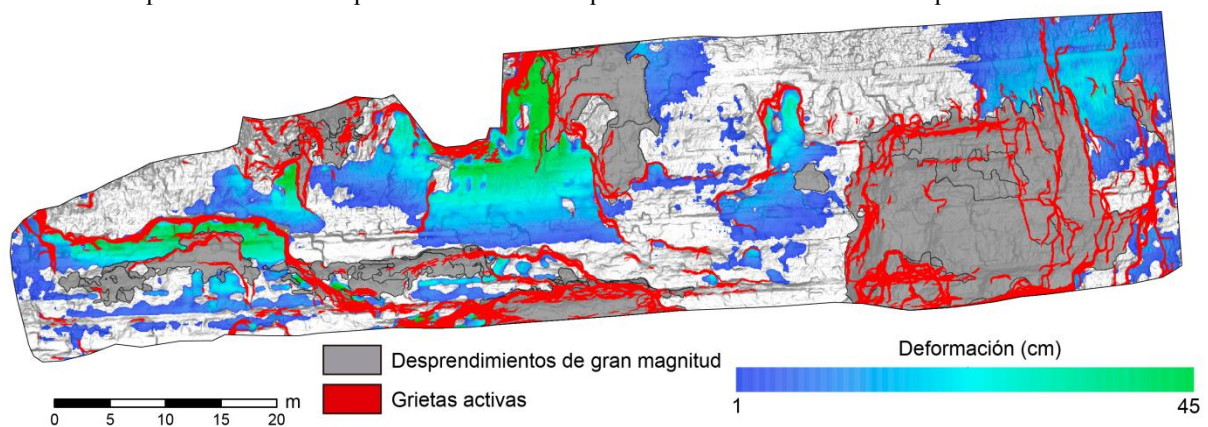 Desprendimientos de gran magnitud
Grietas activas
Deformación (cm)
1 45
m
0 5 10 15 20